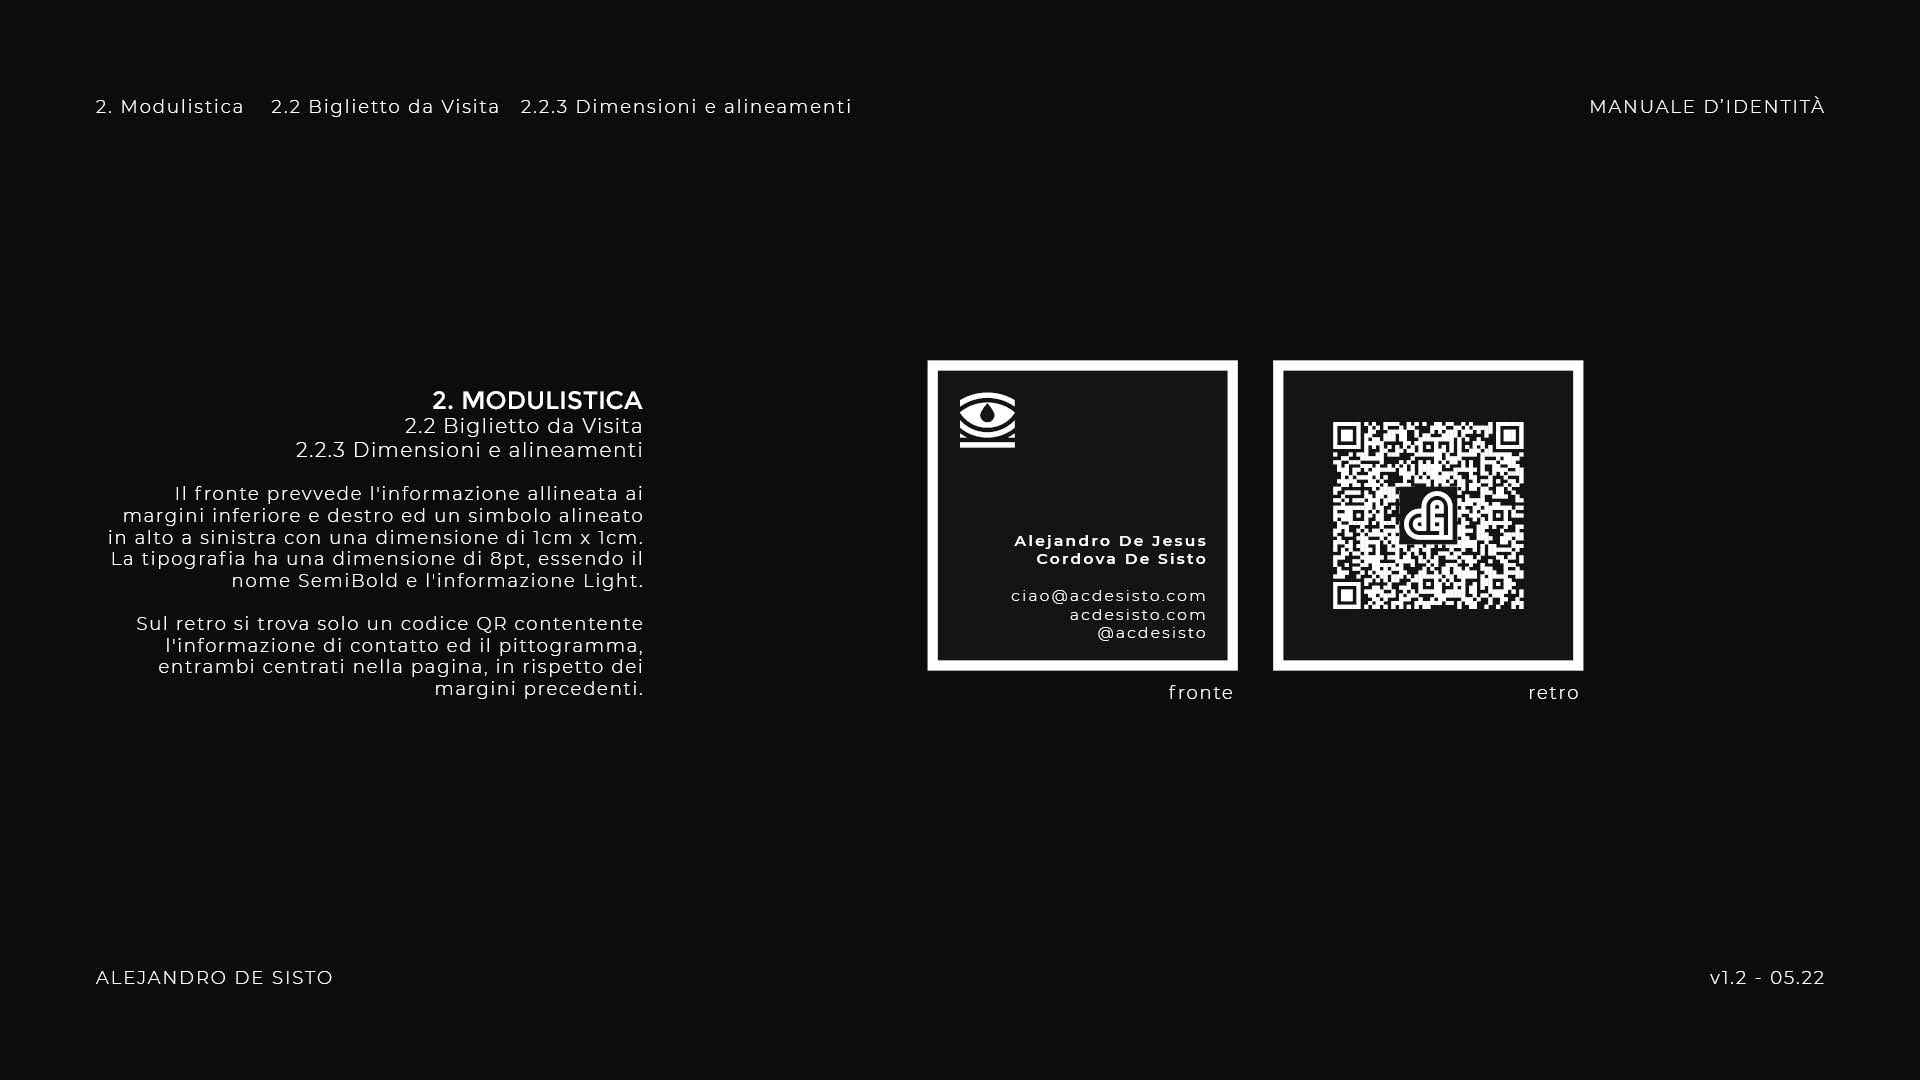 2. Modulistica 2.2 Biglietto da Visita 2.2.3 Dimensioni e alineamenti
MANUALE D’IDENTITÀ
2. MODULISTICA
2.2 Biglietto da Visita
2.2.3 Dimensioni e alineamenti
Il fronte prevvede l'informazione allineata ai
margini inferiore e destro ed un simbolo alineato
in alto a sinistra con una dimensione di 1cm x 1cm.
La tipografia ha una dimensione di 8pt, essendo il
nome SemiBold e l'informazione Light.
Sul retro si trova solo un codice QR contentente
l'informazione di contatto ed il pittogramma,
entrambi centrati nella pagina, in rispetto dei
margini precedenti.
Alejandro De Jesus
Cordova De Sisto
ciao@acdesisto.com
acdesisto.com
@acdesisto
fronte
retro
ALEJANDRO DE SISTO
v1.2 - 05.22